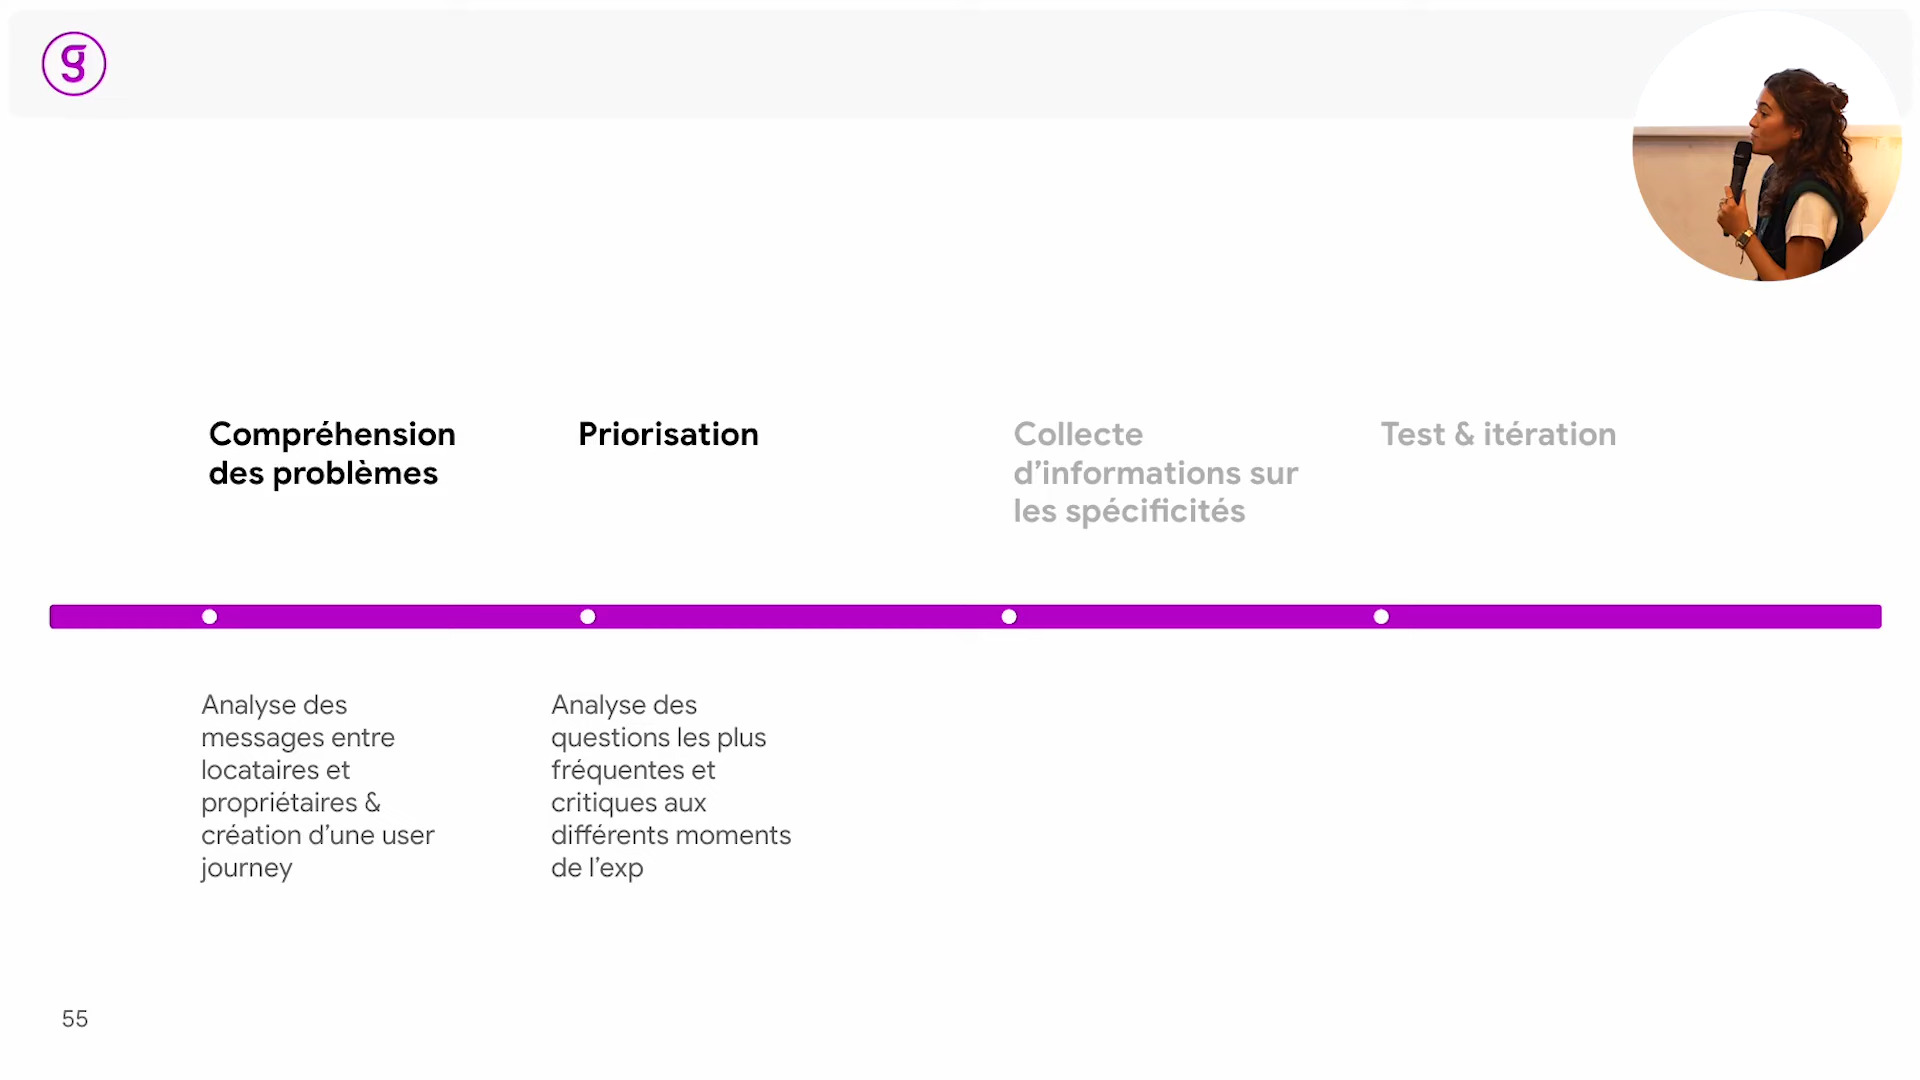 g
Compréhension
des problèmes
Priorisation
Collecte
d’informations sur
les spécificités
Test & itération
Analyse des
messages entre
locataires et
propriétaires &
création d’une user
journey
Analyse des
questions les plus
fréquentes et
critiques aux
différents moments
de l’exp
55